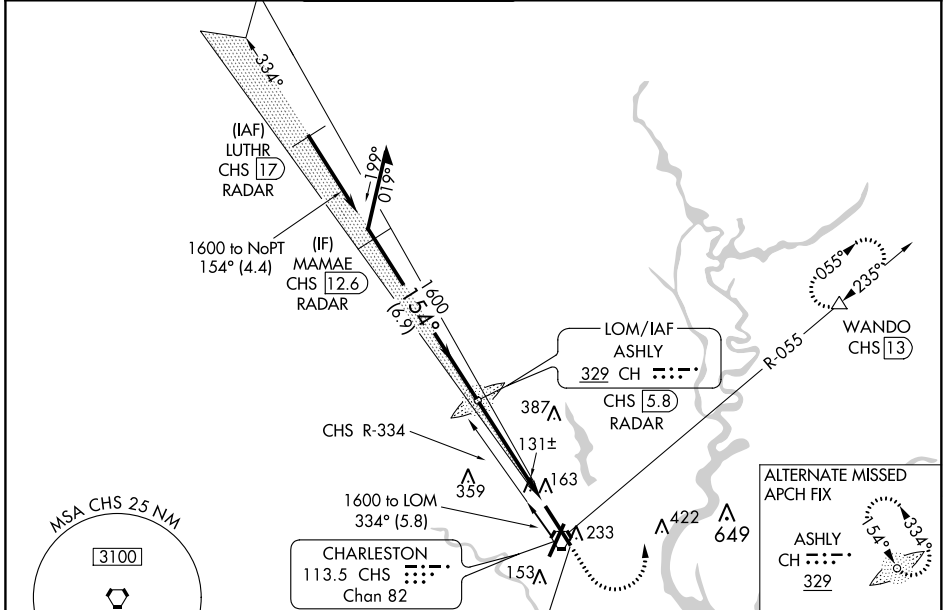 334°
(IAF)
LUTHR
CHS 17
RADAR
199°
019°
1600 to NoPT
154° (4.4)
(IF)
MAMAE
CHS 12.6
RADAR
1600
154°
(6.9)
055°
235°
WANDO
CHS 13
R-055
LOM/IAF
ASHLY
329 CH
CHS 5.8
RADAR
387
CHS R-334
131±
163
359
1600 to LOM
334° (5.8)
233
422
649
153
CHARLESTON
113.5 CHS
Chan 82
MSA CHS 25 NM
3100
ALTERNATE MISSED
APCH FIX
ASHLY
CH
329
154°
334°